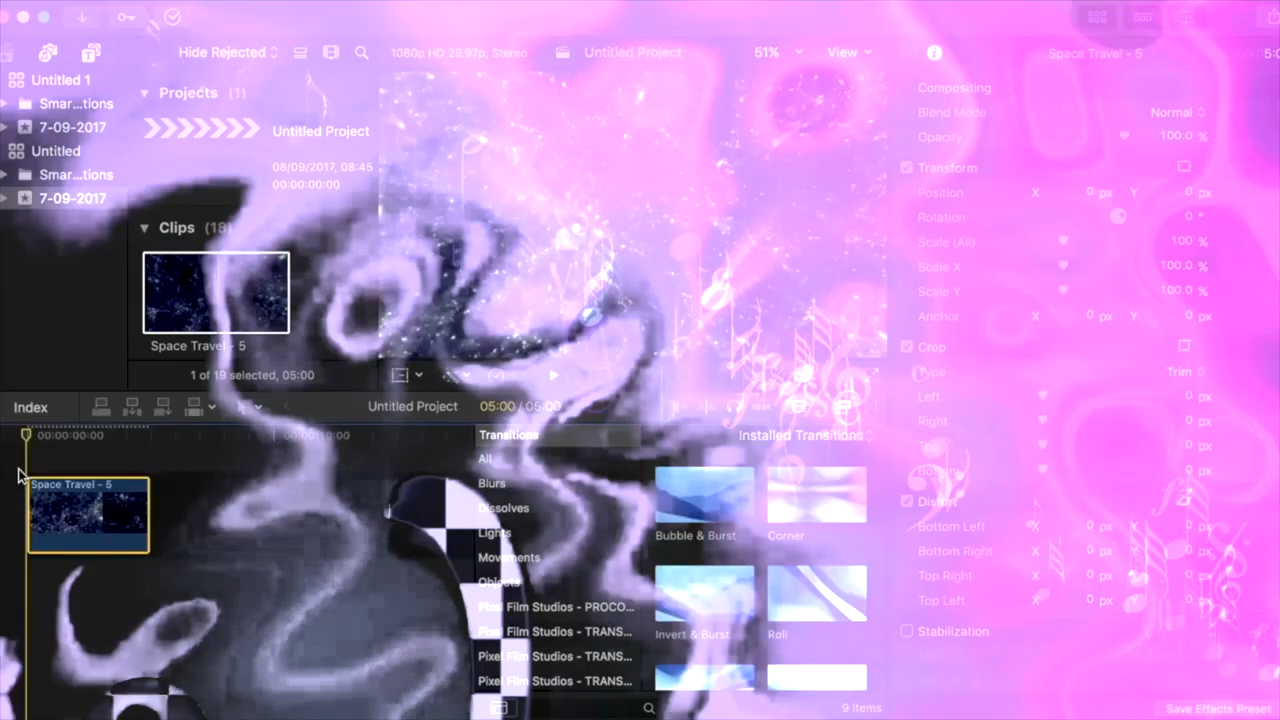 Hide Rejected
1080p HD 29.97p, Stereo
Untitled Project
51%
View
Space Travel - 5
Untitled 1
Smar...tions
7-09-2017
Untitled
Smar...tions
7-09-2017
Projects (1)
Untitled Project
08/09/2017, 08:45
00:00:00:00
Clips (18)
Space Travel - 5
1 of 19 selected, 05:00
Compositing
Blend Mode Normal
Opacity 100.0 %
Transform
Position X 0 px Y 0 px
Rotation 0 °
Scale (All) 100 %
Scale X 100.0 %
Scale Y 100.0 %
Anchor X 0 px Y 0 px
Crop
Type Trim
Left 0 px
Right 0 px
Top 0 px
Bottom 0 px
Distort
Bottom Left X 0 px Y 0 px
Bottom Right X 0 px Y 0 px
Top Right X 0 px Y 0 px
Top Left X 0 px Y 0 px
Stabilization
Save Effects Preset
Index
Untitled Project
05:00 / 05:00
00:00:00:00
00:00:10:00
Space Travel - 5
Transitions
Installed Transitions
All
Blurs
Dissolves
Lights
Movements
Objects
Pixel Film Studios - PROCO...
Pixel Film Studios - TRANS...
Pixel Film Studios - TRANS...
Pixel Film Studios - TRANS...
Bubble & Burst
Corner
Invert & Burst
Roll
9 items